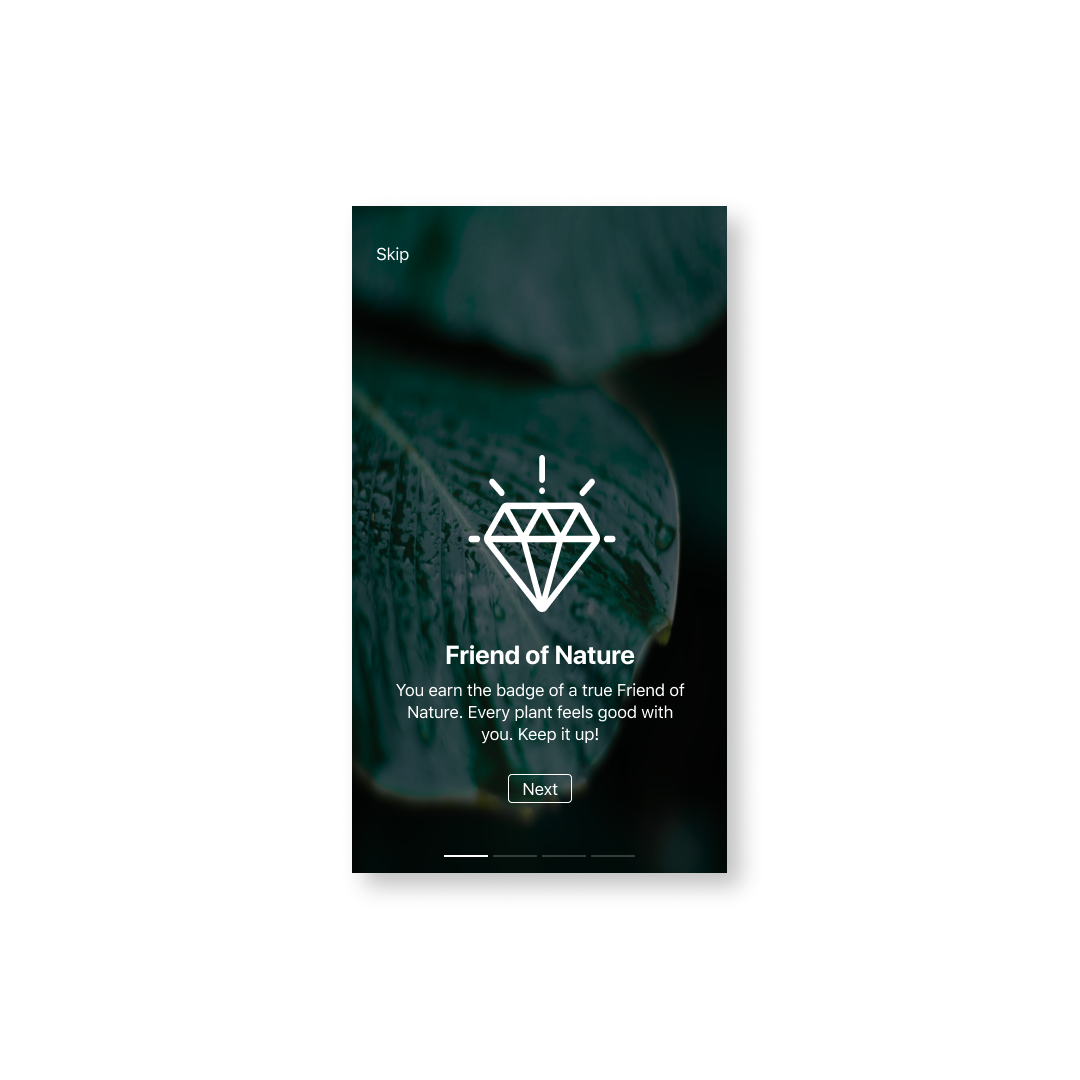 Skip
Friend of Nature
You earn the badge of a true Friend of
Nature. Every plant feels good with
you. Keep it up!
Next